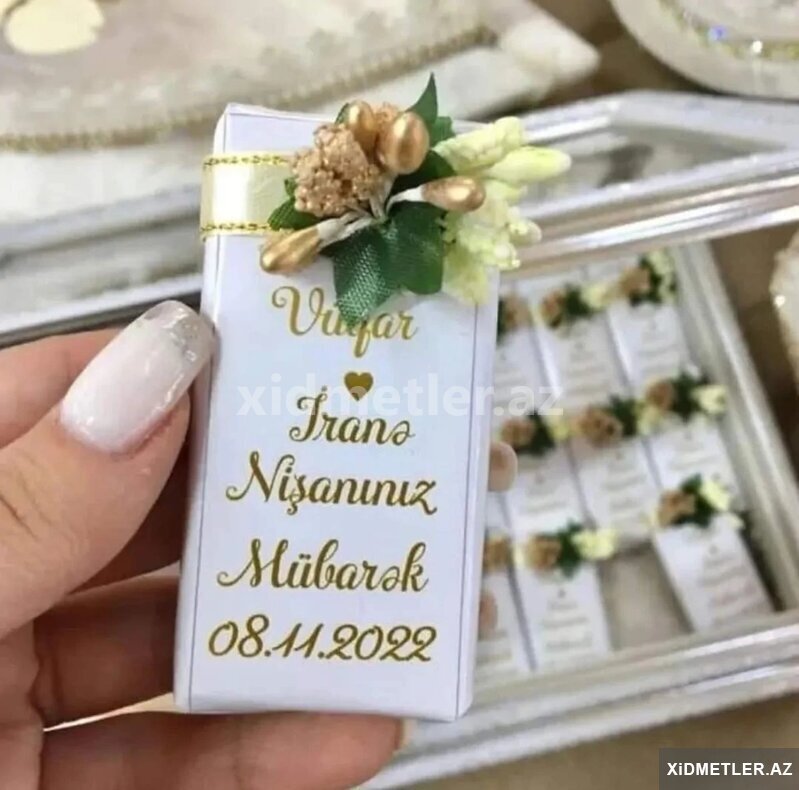 Vüqar
xidmetler.az
İranə
Nişanınız
Mübarək
08.11.2022
XiDMETLER.AZ